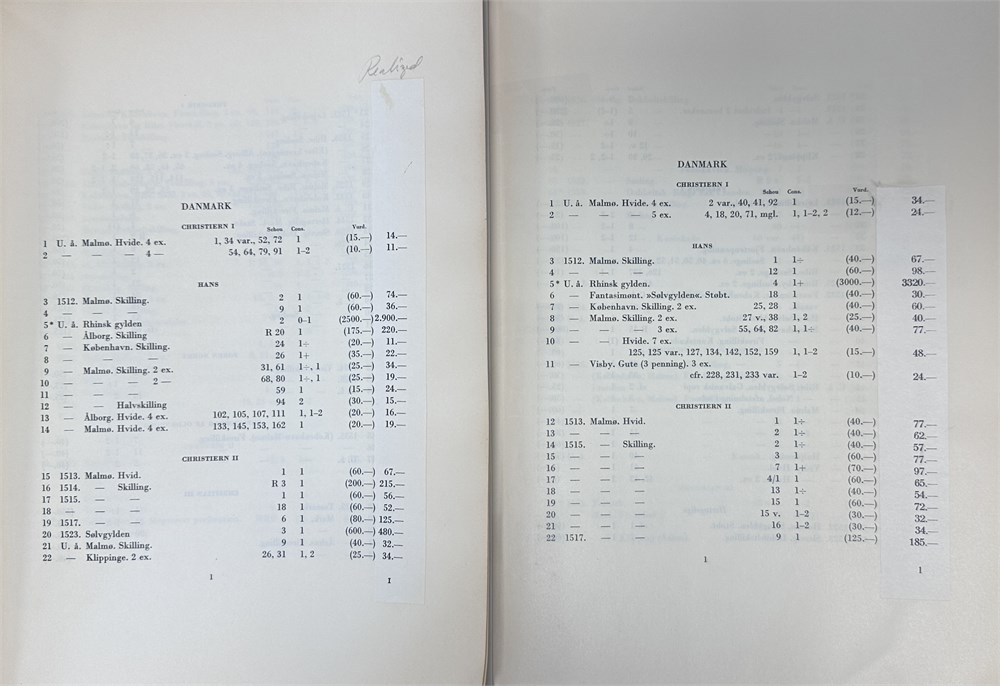 Realized
DANMARK
CHRISTIERN I
Schou Cons. Vurd.
1 U. å. Malmø. Hvide. 4 ex. 1, 34 var., 52, 72 1 (15.—) 14.—
2 — — — 4 — 54, 64, 79, 91 1–2 (10.—) 11.—
HANS
3 1512. Malmø. Skilling. 2 1 (60.—) 74.—
4 — — — 9 1 (60.—) 36.—
5* U. å. Rhinsk gylden 2 0–1 (2500.—) 2.900.—
6 — Ålborg. Skilling R 20 1 (175.—) 220.—
7 — København. Skilling. 24 1÷ (20.—) 11.—
8 — — — 26 1+ (35.—) 22.—
9 — Malmø. Skilling. 2 ex. 31, 61 1÷, 1 (25.—) 34.—
10 — — — 2 — 68, 80 1÷, 1 (25.—) 19.—
11 — — — 59 1 (15.—) 24.—
12 — — Halvskilling 94 2 (30.—) 15.—
13 — Ålborg. Hvide. 4 ex. 102, 105, 107, 111 1, 1–2 (20.—) 16.—
14 — Malmø. Hvide. 4 ex. 133, 145, 153, 162 1 (20.—) 19.—
CHRISTIERN II
15 1513. Malmø. Hvid. 1 1 (60.—) 67.—
16 1514. — Skilling. R 3 1 (200.—) 215.—
17 1515. — — 1 1 (60.—) 56.—
18 — — — 18 1 (60.—) 52.—
19 1517. — — 6 1 (80.—) 125.—
20 1523. Sølvgylden 3 1 (600.—) 480.—
21 U. å. Malmø. Skilling. 9 1 (40.—) 32.—
22 — Klippinge. 2 ex. 26, 31 1, 2 (25.—) 34.—
1
1
DANMARK
CHRISTIERN I
Schou Cons. Vurd.
1 U. å. Malmø. Hvide. 4 ex. 2 var., 40, 41, 92 1 (15.—) 34.—
2 — — — 5 ex. 4, 18, 20, 71, mgl. 1, 1–2, 2 (12.—) 24.—
HANS
3 1512. Malmø. Skilling. 1 1÷ (40.—) 67.—
4 — — — 12 1 (60.—) 98.—
5* U. å. Rhinsk gylden. 4 1+ (3000.—) 3320.—
6 — Fantasimønt. »Sølvgylden«. Støbt. 18 1 (40.—) 30.—
7 — København. Skilling. 2 ex. 25, 28 1 (40.—) 60.—
8 — Malmø. Skilling. 2 ex. 27 v., 38 1, 2 (25.—) 40.—
9 — — — 3 ex. 55, 64, 82 1, 1÷ (40.—) 77.—
10 — — Hvide. 7 ex.
125, 125 var., 127, 134, 142, 152, 159 1, 1–2 (15.—) 48.—
11 — Visby. Gute (3 penning). 3 ex.
cfr. 228, 231, 233 var. 1–2 (10.—) 24.—
CHRISTIERN II
12 1513. Malmø. Hvid. 1 1÷ (40.—) 77.—
13 — — — 2 1÷ (40.—) 62.—
14 1515. — Skilling. 2 1÷ (40.—) 57.—
15 — — — 3 1 (60.—) 77.—
16 — — — 7 1+ (70.—) 97.—
17 — — — 4/1 1 (60.—) 65.—
18 — — — 13 1÷ (40.—) 54.—
19 — — — 15 1 (60.—) 72.—
20 — — — 15 v. 1–2 (30.—) 32.—
21 — — — 16 1–2 (30.—) 34.—
22 1517. — — 9 1 (125.—) 185.—
1
1